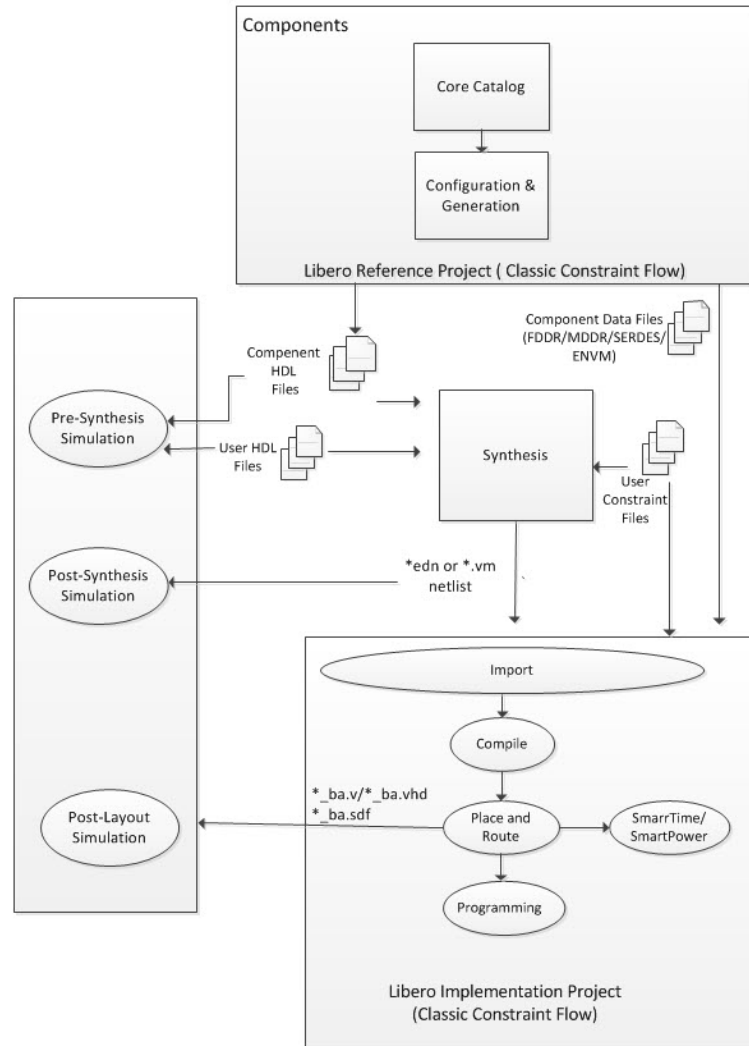 Components
Core Catalog
Configuration &
Generation
Libero Reference Project ( Classic Constraint Flow)
Component Data Files
(FDDR/MDDR/SERDES/
ENVM)
Compenent
HDL
Files
Pre-Synthesis
Simulation
User HDL
Files
Synthesis
User
Constraint
Files
*edn or *.vm
netlist
Post-Synthesis
Simulation
Import
Compile
*_ba.v/*_ba.vhd
*_ba.sdf
Post-Layout
Simulation
Place and
Route
SmarrTime/
SmartPower
Programming
Libero Implementation Project
(Classic Constraint Flow)